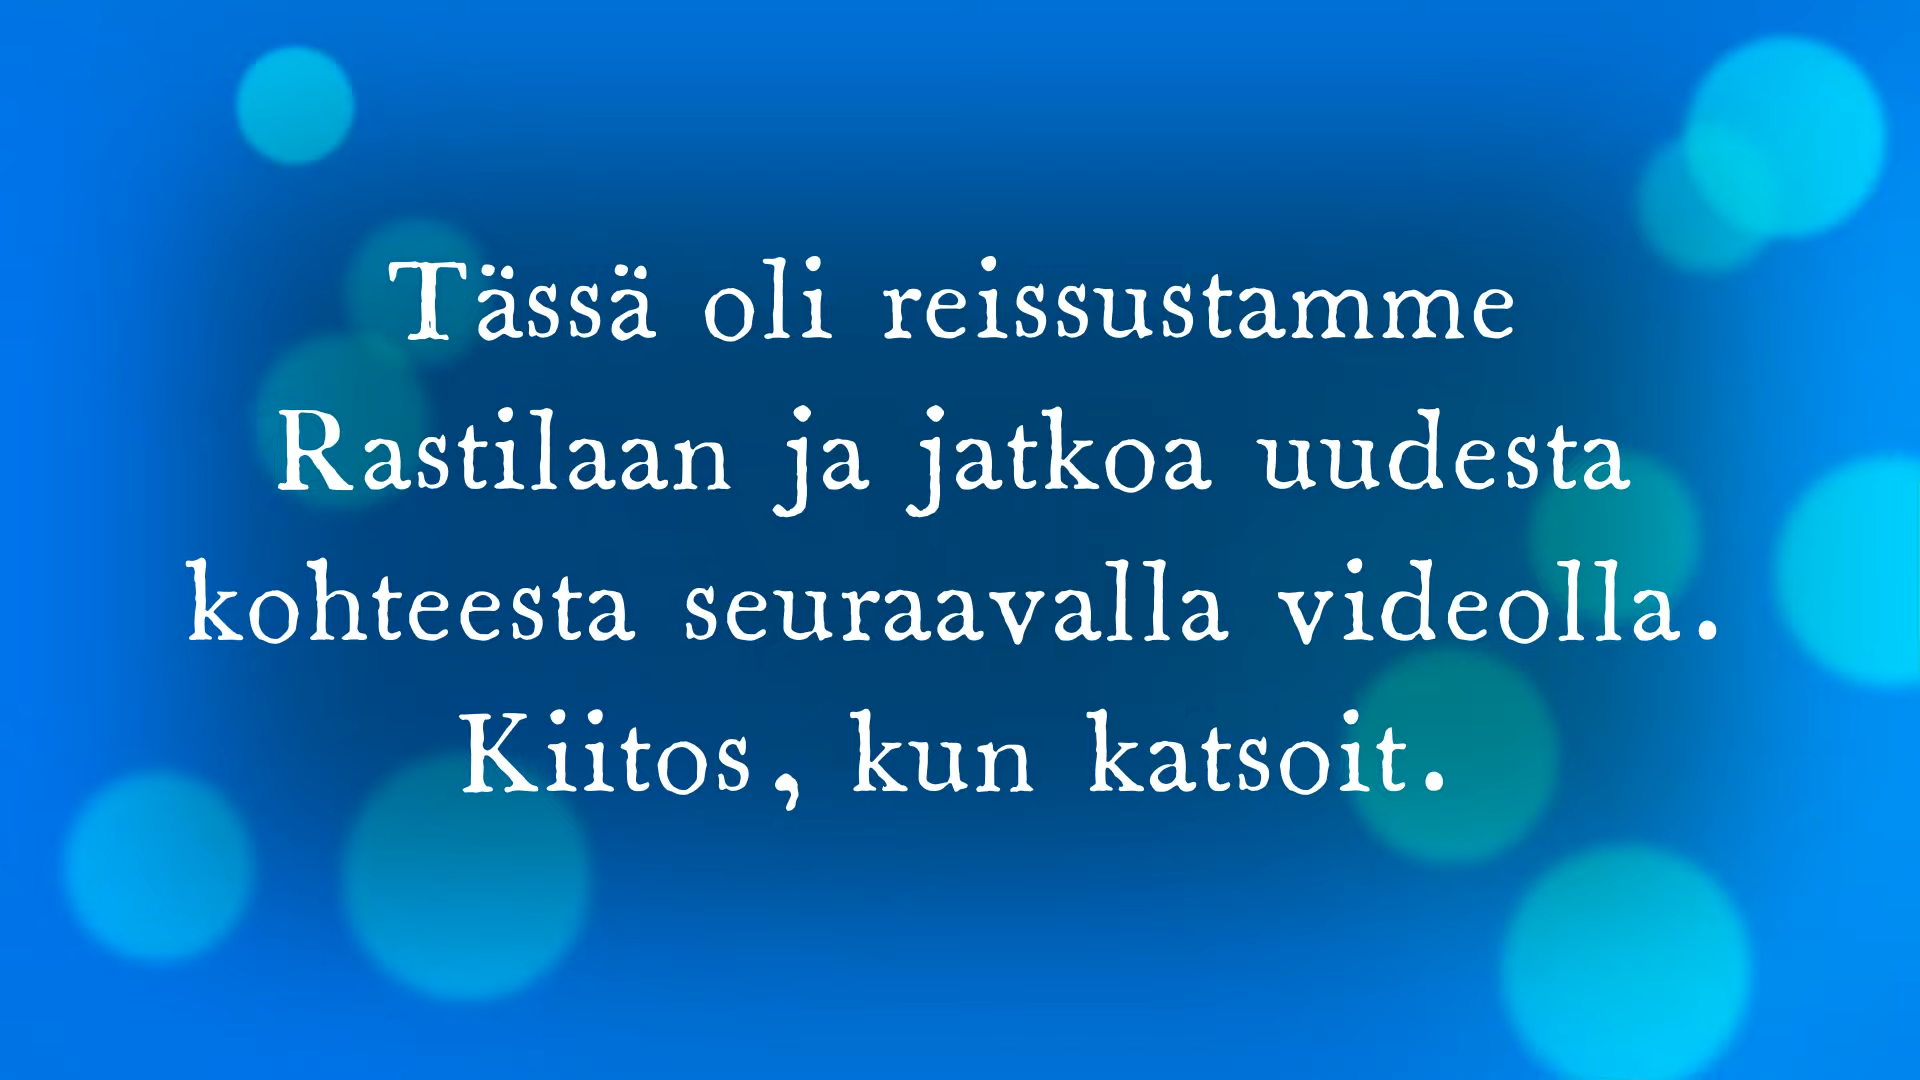 Tässä oli reissustamme
Rastilaan ja jatkoa uudesta
kohteesta seuraavalla videolla.
Kiitos, kun katsoit.